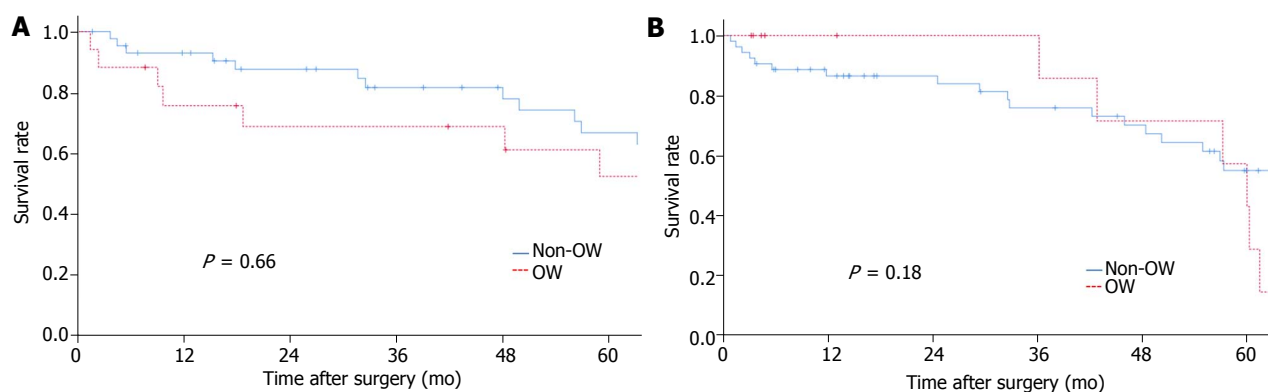 A
1.0
0.8
0.6
0.4
0.2
0.0
Survival rate
P = 0.66
Non-OW
OW
0 12 24 36 48 60
Time after surgery (mo)
B
1.0
0.8
0.6
0.4
0.2
0.0
Survival rate
P = 0.18
Non-OW
OW
0 12 24 36 48 60
Time after surgery (mo)